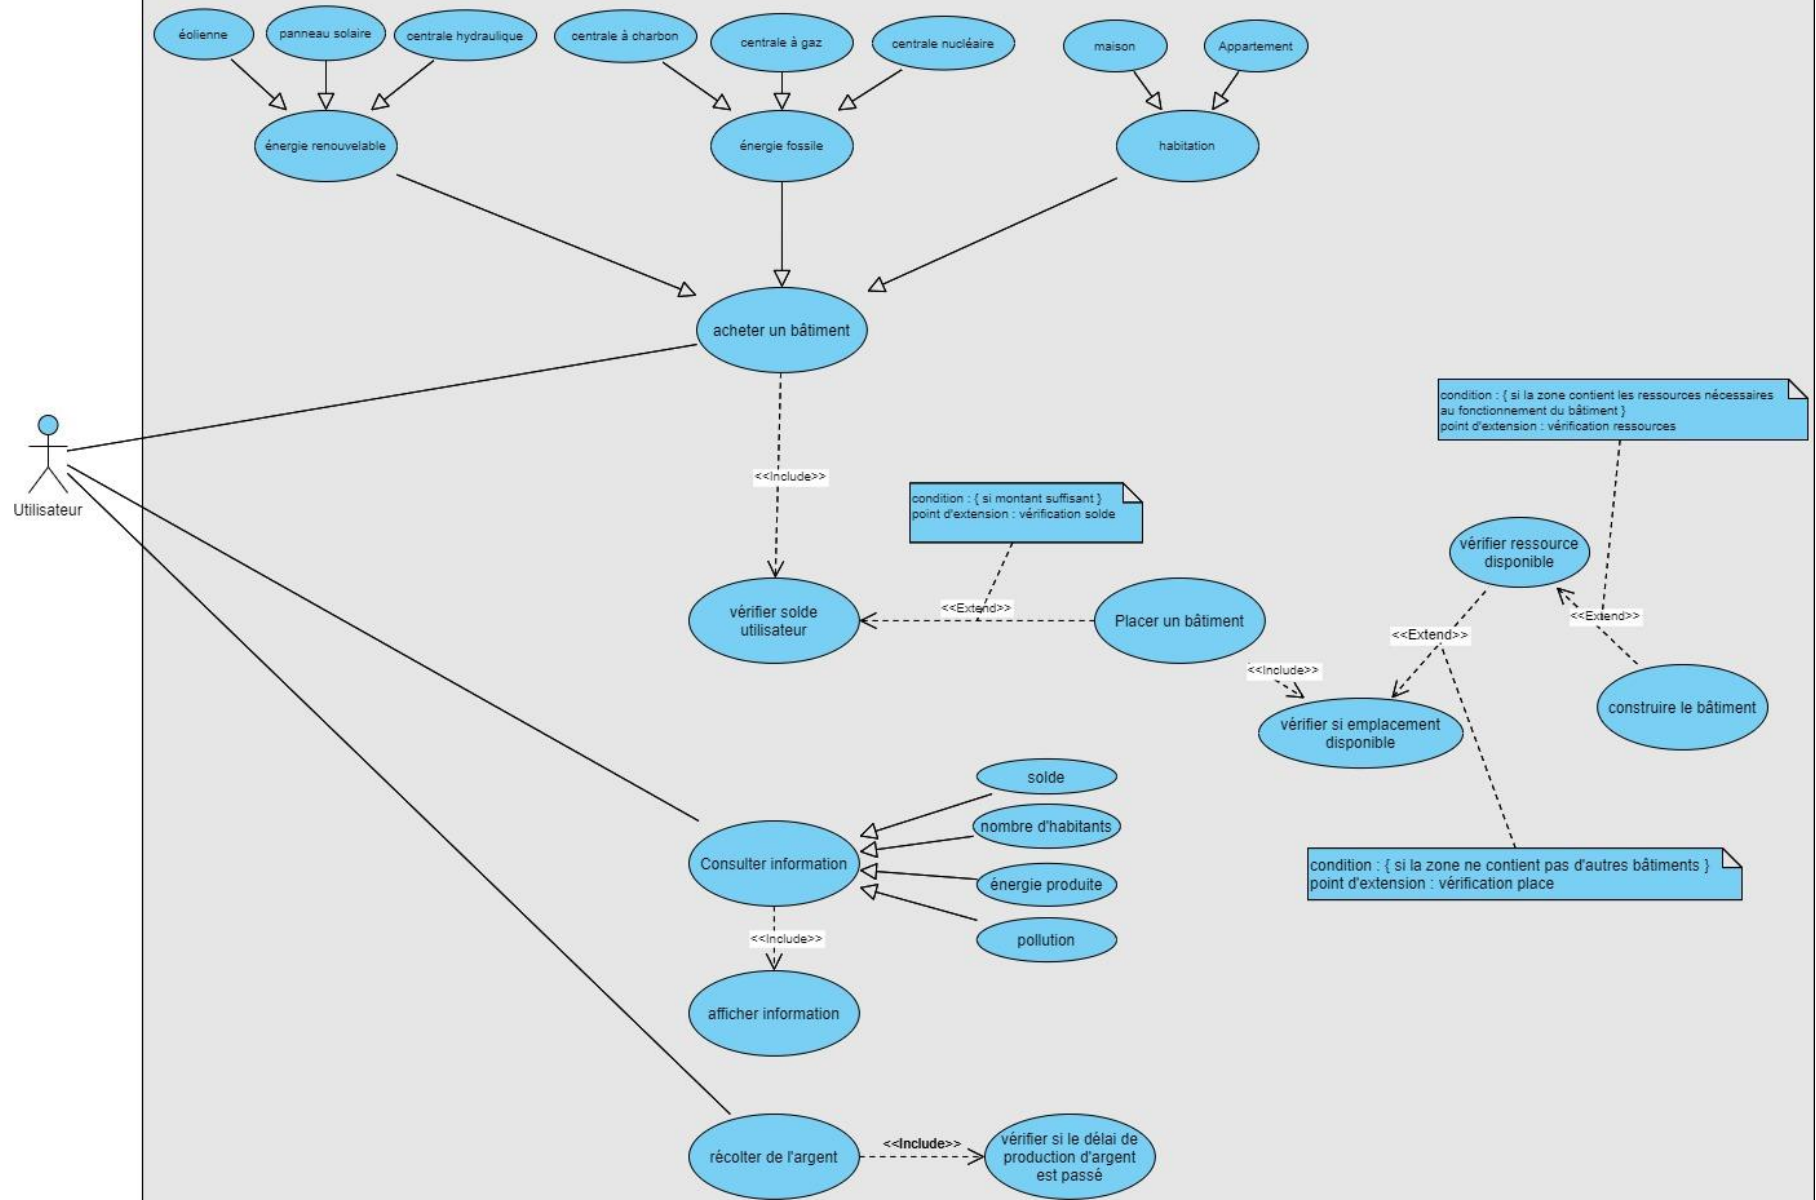 éolienne
panneau solaire
centrale hydraulique
centrale à charbon
centrale à gaz
centrale nucléaire
maison
Appartement
énergie renouvelable
énergie fossile
habitation
acheter un bâtiment
condition : { si la zone contient les ressources nécessaires
au fonctionnement du bâtiment }
point d'extension : vérification ressources
Utilisateur
<<Include>>
condition : { si montant suffisant }
point d'extension : vérification solde
vérifier ressource
disponible
vérifier solde
utilisateur
<<Extend>>
Placer un bâtiment
<<Extend>>
<<Extend>>
<<Include>>
construire le bâtiment
vérifier si emplacement
disponible
solde
nombre d'habitants
Consulter information
énergie produite
condition : { si la zone ne contient pas d'autres bâtiments }
point d'extension : vérification place
pollution
<<Include>>
afficher information
récolter de l'argent
<<Include>>
vérifier si le délai de
production d'argent
est passé